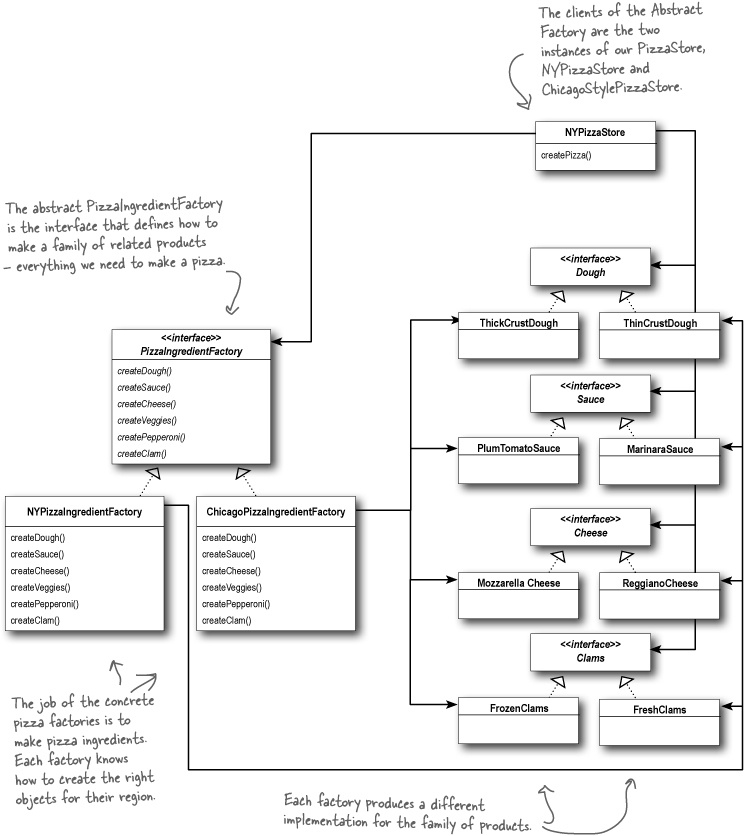 The clients of the Abstract
Factory are the two
instances of our PizzaStore,
NYPizzaStore and
ChicagoStylePizzaStore.
NYPizzaStore
createPizza()
The abstract PizzaIngredientFactory
is the interface that defines how to
make a family of related products
– everything we need to make a pizza.
<<interface>>
Dough
ThickCrustDough
ThinCrustDough
<<interface>>
PizzaIngredientFactory
createDough()
createSauce()
createCheese()
createVeggies()
createPepperoni()
createClam()
<<interface>>
Sauce
PlumTomatoSauce
MarinaraSauce
NYPizzaIngredientFactory
createDough()
createSauce()
createCheese()
createVeggies()
createPepperoni()
createClam()
ChicagoPizzaIngredientFactory
createDough()
createSauce()
createCheese()
createVeggies()
createPepperoni()
createClam()
<<interface>>
Cheese
Mozzarella Cheese
ReggianoCheese
<<interface>>
Clams
FrozenClams
FreshClams
The job of the concrete
pizza factories is to
make pizza ingredients.
Each factory knows
how to create the right
objects for their region.
Each factory produces a different
implementation for the family of products.